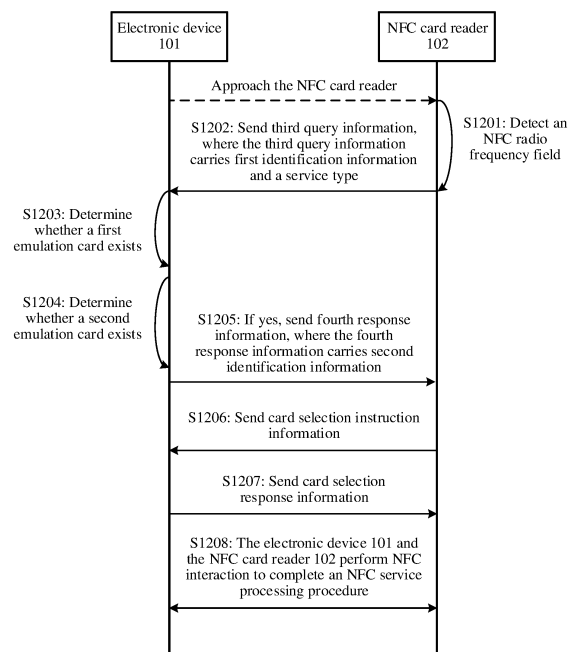 Electronic device
101
NFC card reader
102
Approach the NFC card reader
S1201: Detect an
NFC radio
frequency field
S1202: Send third query information,
where the third query information
carries first identification information
and a service type
S1203: Determine
whether a first
emulation card exists
S1204: Determine
whether a second
emulation card exists
S1205: If yes, send fourth response
information, where the fourth
response information carries second
identification information
S1206: Send card selection instruction
information
S1207: Send card selection
response information
S1208: The electronic device 101 and
the NFC card reader 102 perform NFC
interaction to complete an NFC service
processing procedure